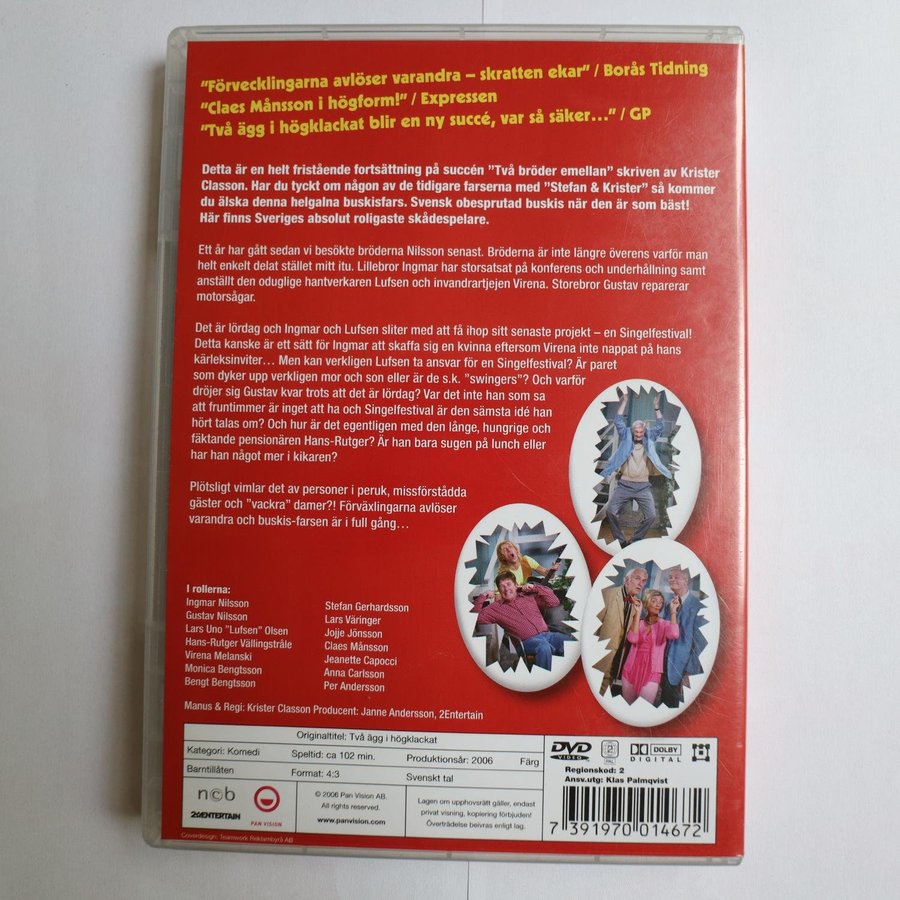 "Förvecklingarna avlöser varandra – skratten ekar" / Borås Tidning
"Claes Månsson i högform!" / Expressen
"Två ägg i högklackat blir en ny succé, var så säker..." / GP
Detta är en helt fristående fortsättning på succén "Två bröder emellan" skriven av Krister
Classon. Har du tyckt om någon av de tidigare farserna med "Stefan & Krister" så kommer
du älska denna helgalna buskisfars. Svensk obesprutad buskis när den är som bäst!
Här finns Sveriges absolut roligaste skådespelare.
Ett år har gått sedan vi besökte bröderna Nilsson senast. Bröderna är inte längre överens varför man
helt enkelt delat stället mitt itu. Lillebror Ingmar har storsatsat på konferens och underhållning samt
anställt den oduglige hantverkaren Lufsen och invandrartjejen Virena. Storebror Gustav reparerar
motorsågar.
Det är lördag och Ingmar och Lufsen sliter med att få ihop sitt senaste projekt – en Singelfestival!
Detta kanske är ett sätt för Ingmar att skaffa sig en kvinna eftersom Virena inte nappat på hans
kärleksinviter... Men kan verkligen Lufsen ta ansvar för en Singelfestival? Är paret
som dyker upp verkligen mor och son eller är de s.k. "swingers"? Och varför
dröjer sig Gustav kvar trots att det är lördag? Var det inte han som sa
att fruntimmer är inget att ha och Singelfestival är den sämsta idé han
hört talas om? Och hur är det egentligen med den långe, hungrige och
fäktande pensionären Hans-Rutger? Är han bara sugen på lunch eller
har han något mer i kikaren?
Plötsligt vimlar det av personer i peruk, missförstådda
gäster och "vackra" damer?! Förväxlingarna avlöser
varandra och buskis-farsen är i full gång...
I rollerna:
Ingmar Nilsson Stefan Gerhardsson
Gustav Nilsson Lars Väringer
Lars Uno "Lufsen" Olsen Jojje Jönsson
Hans-Rutger Vällingstråle Claes Månsson
Virena Melanski Jeanette Capocci
Monica Bengtsson Anna Carlsson
Bengt Bengtsson Per Andersson
Manus & Regi: Krister Classon Producent: Janne Andersson, 2Entertain
Originaltitel: Två ägg i högklackat
Kategori: Komedi Speltid: ca 102 min. Produktionsår: 2006 Färg
Barntillåten Format: 4:3 Svenskt tal
DVD VIDEO 2 PAL DOLBY DIGITAL
Regionskod: 2
Ansv.utg: Klas Palmqvist
ncb
2ENTERTAIN
PAN VISION
© 2006 Pan Vision AB.
All rights reserved.
www.panvision.com
Lagen om upphovsrätt gäller, endast
privat visning, kopiering förbjuden!
Överträdelse beivras enligt lag.
7 391970 014672
Coverdesign: Teamwork Reklambyrå AB